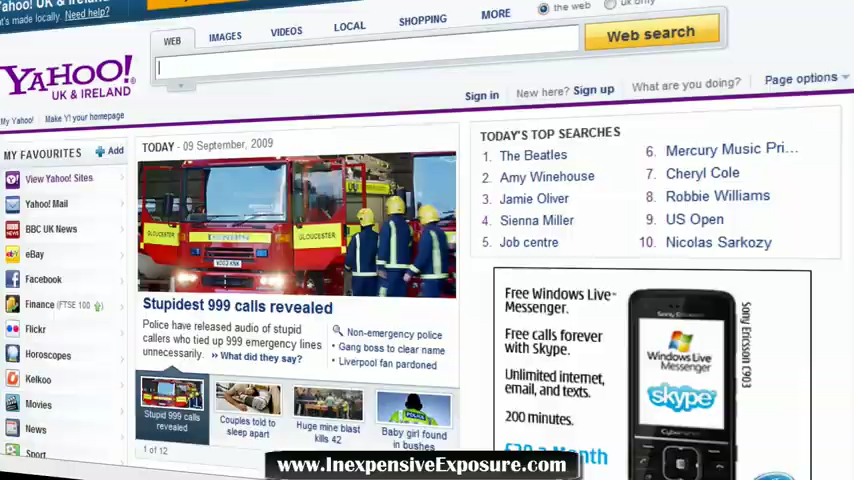 Yahoo! UK & Ireland
at's made locally. Need help?
WEB
IMAGES
VIDEOS
LOCAL
SHOPPING
MORE
the web
uk only
Web search
YAHOO!
UK & IRELAND
Sign in
New here? Sign up
What are you doing?
Page options
My Yahoo!
Make Y! your homepage
MY FAVOURITES
Add
View Yahoo! Sites
Yahoo! Mail
BBC UK News
eBay
Facebook
Finance (FTSE 100)
Flickr
Horoscopes
Kelkoo
Movies
News
Sport
TODAY - 09 September, 2009
GLOUCESTER
GLOUCESTER
Stupidest 999 calls revealed
Police have released audio of stupid
callers who tied up 999 emergency lines
unnecessarily. » What did they say?
Non-emergency police
• Gang boss to clear name
• Liverpool fan pardoned
Stupid 999 calls
revealed
Couples told to
sleep apart
Huge mine blast
kills 42
POLICE
Baby girl found
in bushes
1 of 12
TODAY'S TOP SEARCHES
1. The Beatles
2. Amy Winehouse
3. Jamie Oliver
4. Sienna Miller
5. Job centre
6. Mercury Music Pri...
7. Cheryl Cole
8. Robbie Williams
9. US Open
10. Nicolas Sarkozy
Free Windows Live™
Messenger.
Free calls forever
with Skype.
Unlimited internet,
email, and texts.
200 minutes.
Sony Ericsson
Windows Live
Messenger
skype
Cyber-shot
Sony Ericsson C903
a Month
www.InexpensiveExposure.com